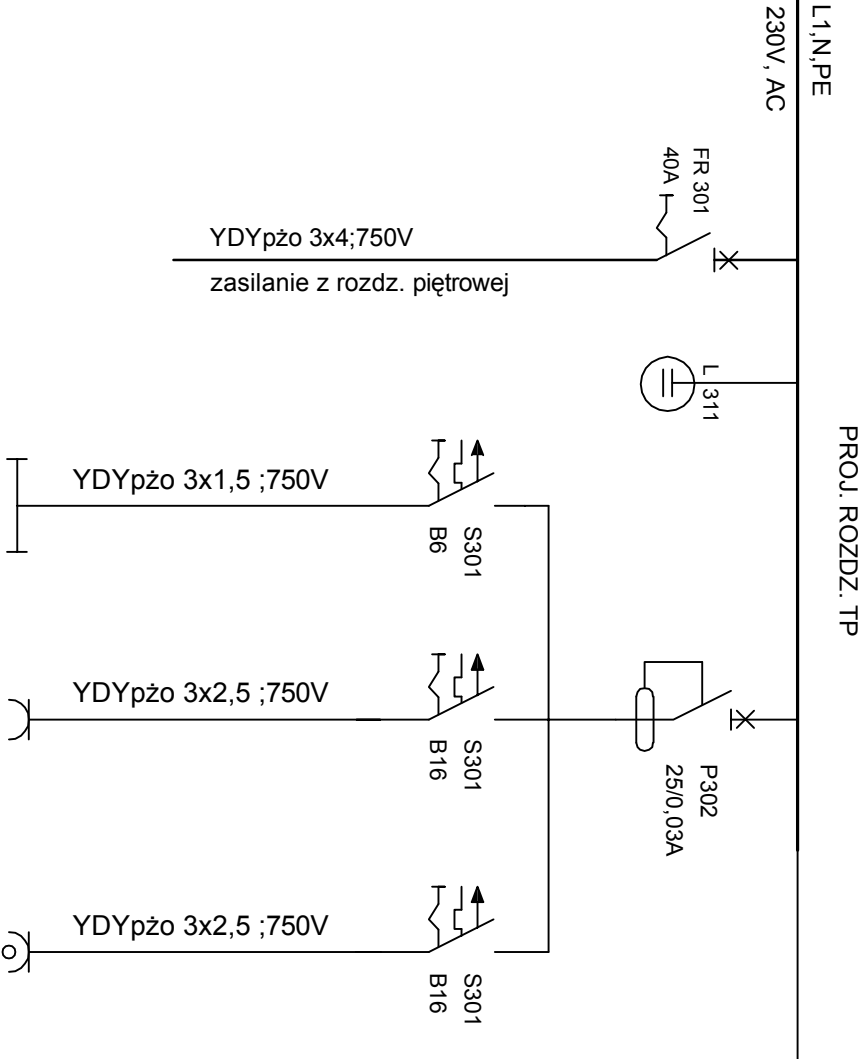 L1,N,PE
230V, AC
PROJ. ROZDZ. TP
FR 301
40A
YDYpżo 3x4;750V
zasilanie z rozdz. piętrowej
L 311
P302
25/0,03A
YDYpżo 3x1,5 ;750V
S301
B6
YDYpżo 3x2,5 ;750V
S301
B16
YDYpżo 3x2,5 ;750V
S301
B16